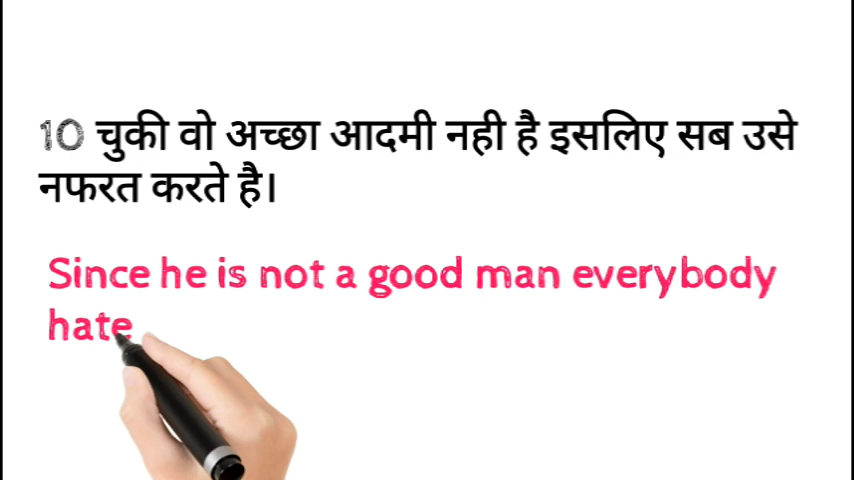 10 चुकी वो अच्छा आदमी नही है इसलिए सब उसे
नफरत करते है।
Since he is not a good man everybody
hate